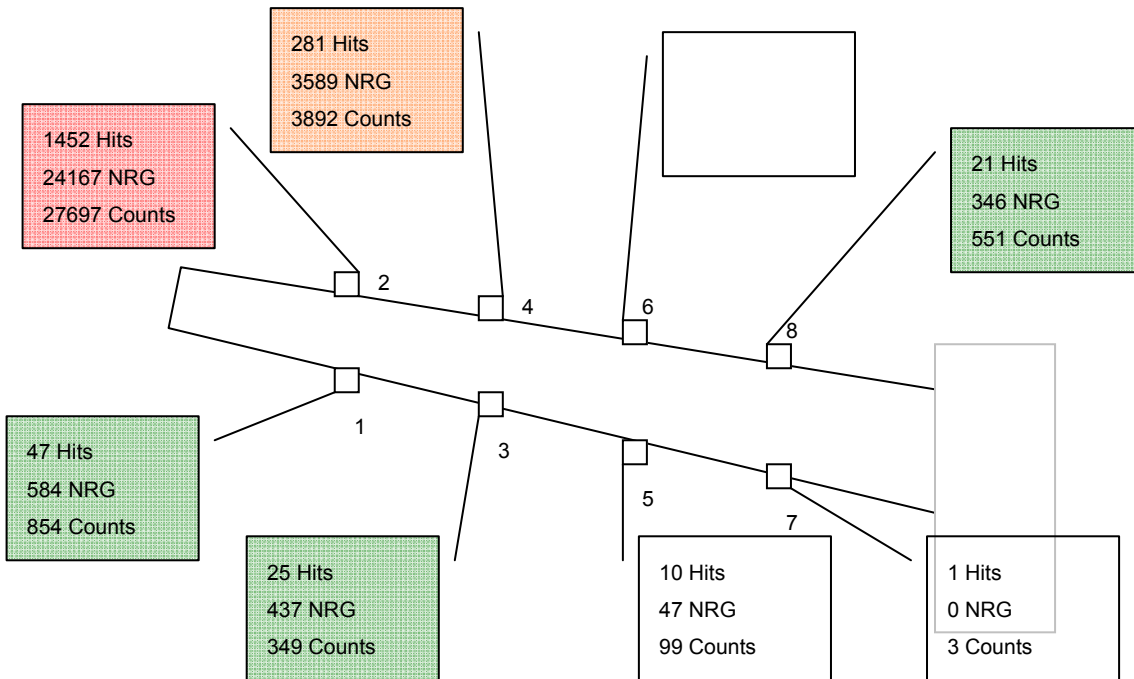 281 Hits
3589 NRG
3892 Counts
1452 Hits
24167 NRG
27697 Counts
21 Hits
346 NRG
551 Counts
2
4
6
8
47 Hits
584 NRG
854 Counts
1
3
5
7
25 Hits
437 NRG
349 Counts
10 Hits
47 NRG
99 Counts
1 Hits
0 NRG
3 Counts